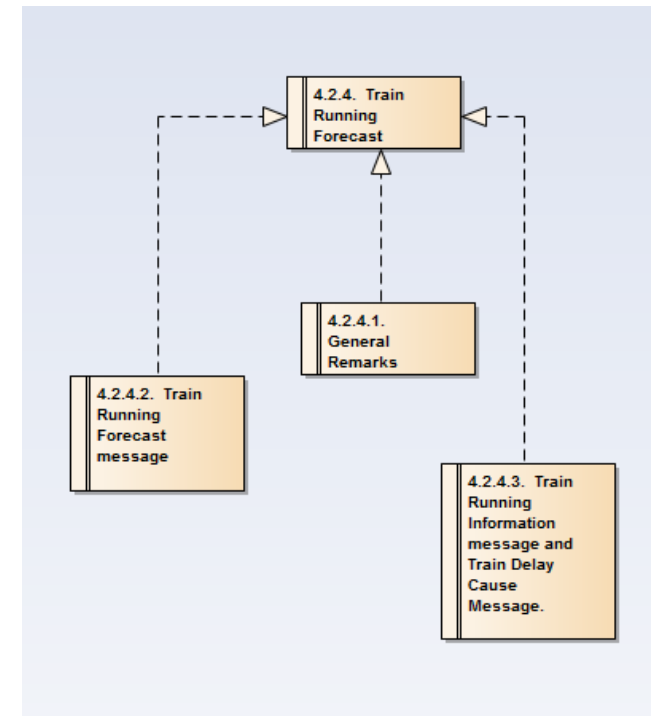 4.2.4.  Train
Running
Forecast
4.2.4.1.
General
Remarks
4.2.4.2.  Train
Running
Forecast
message
4.2.4.3.  Train
Running
Information
message and
Train Delay
Cause
Message.